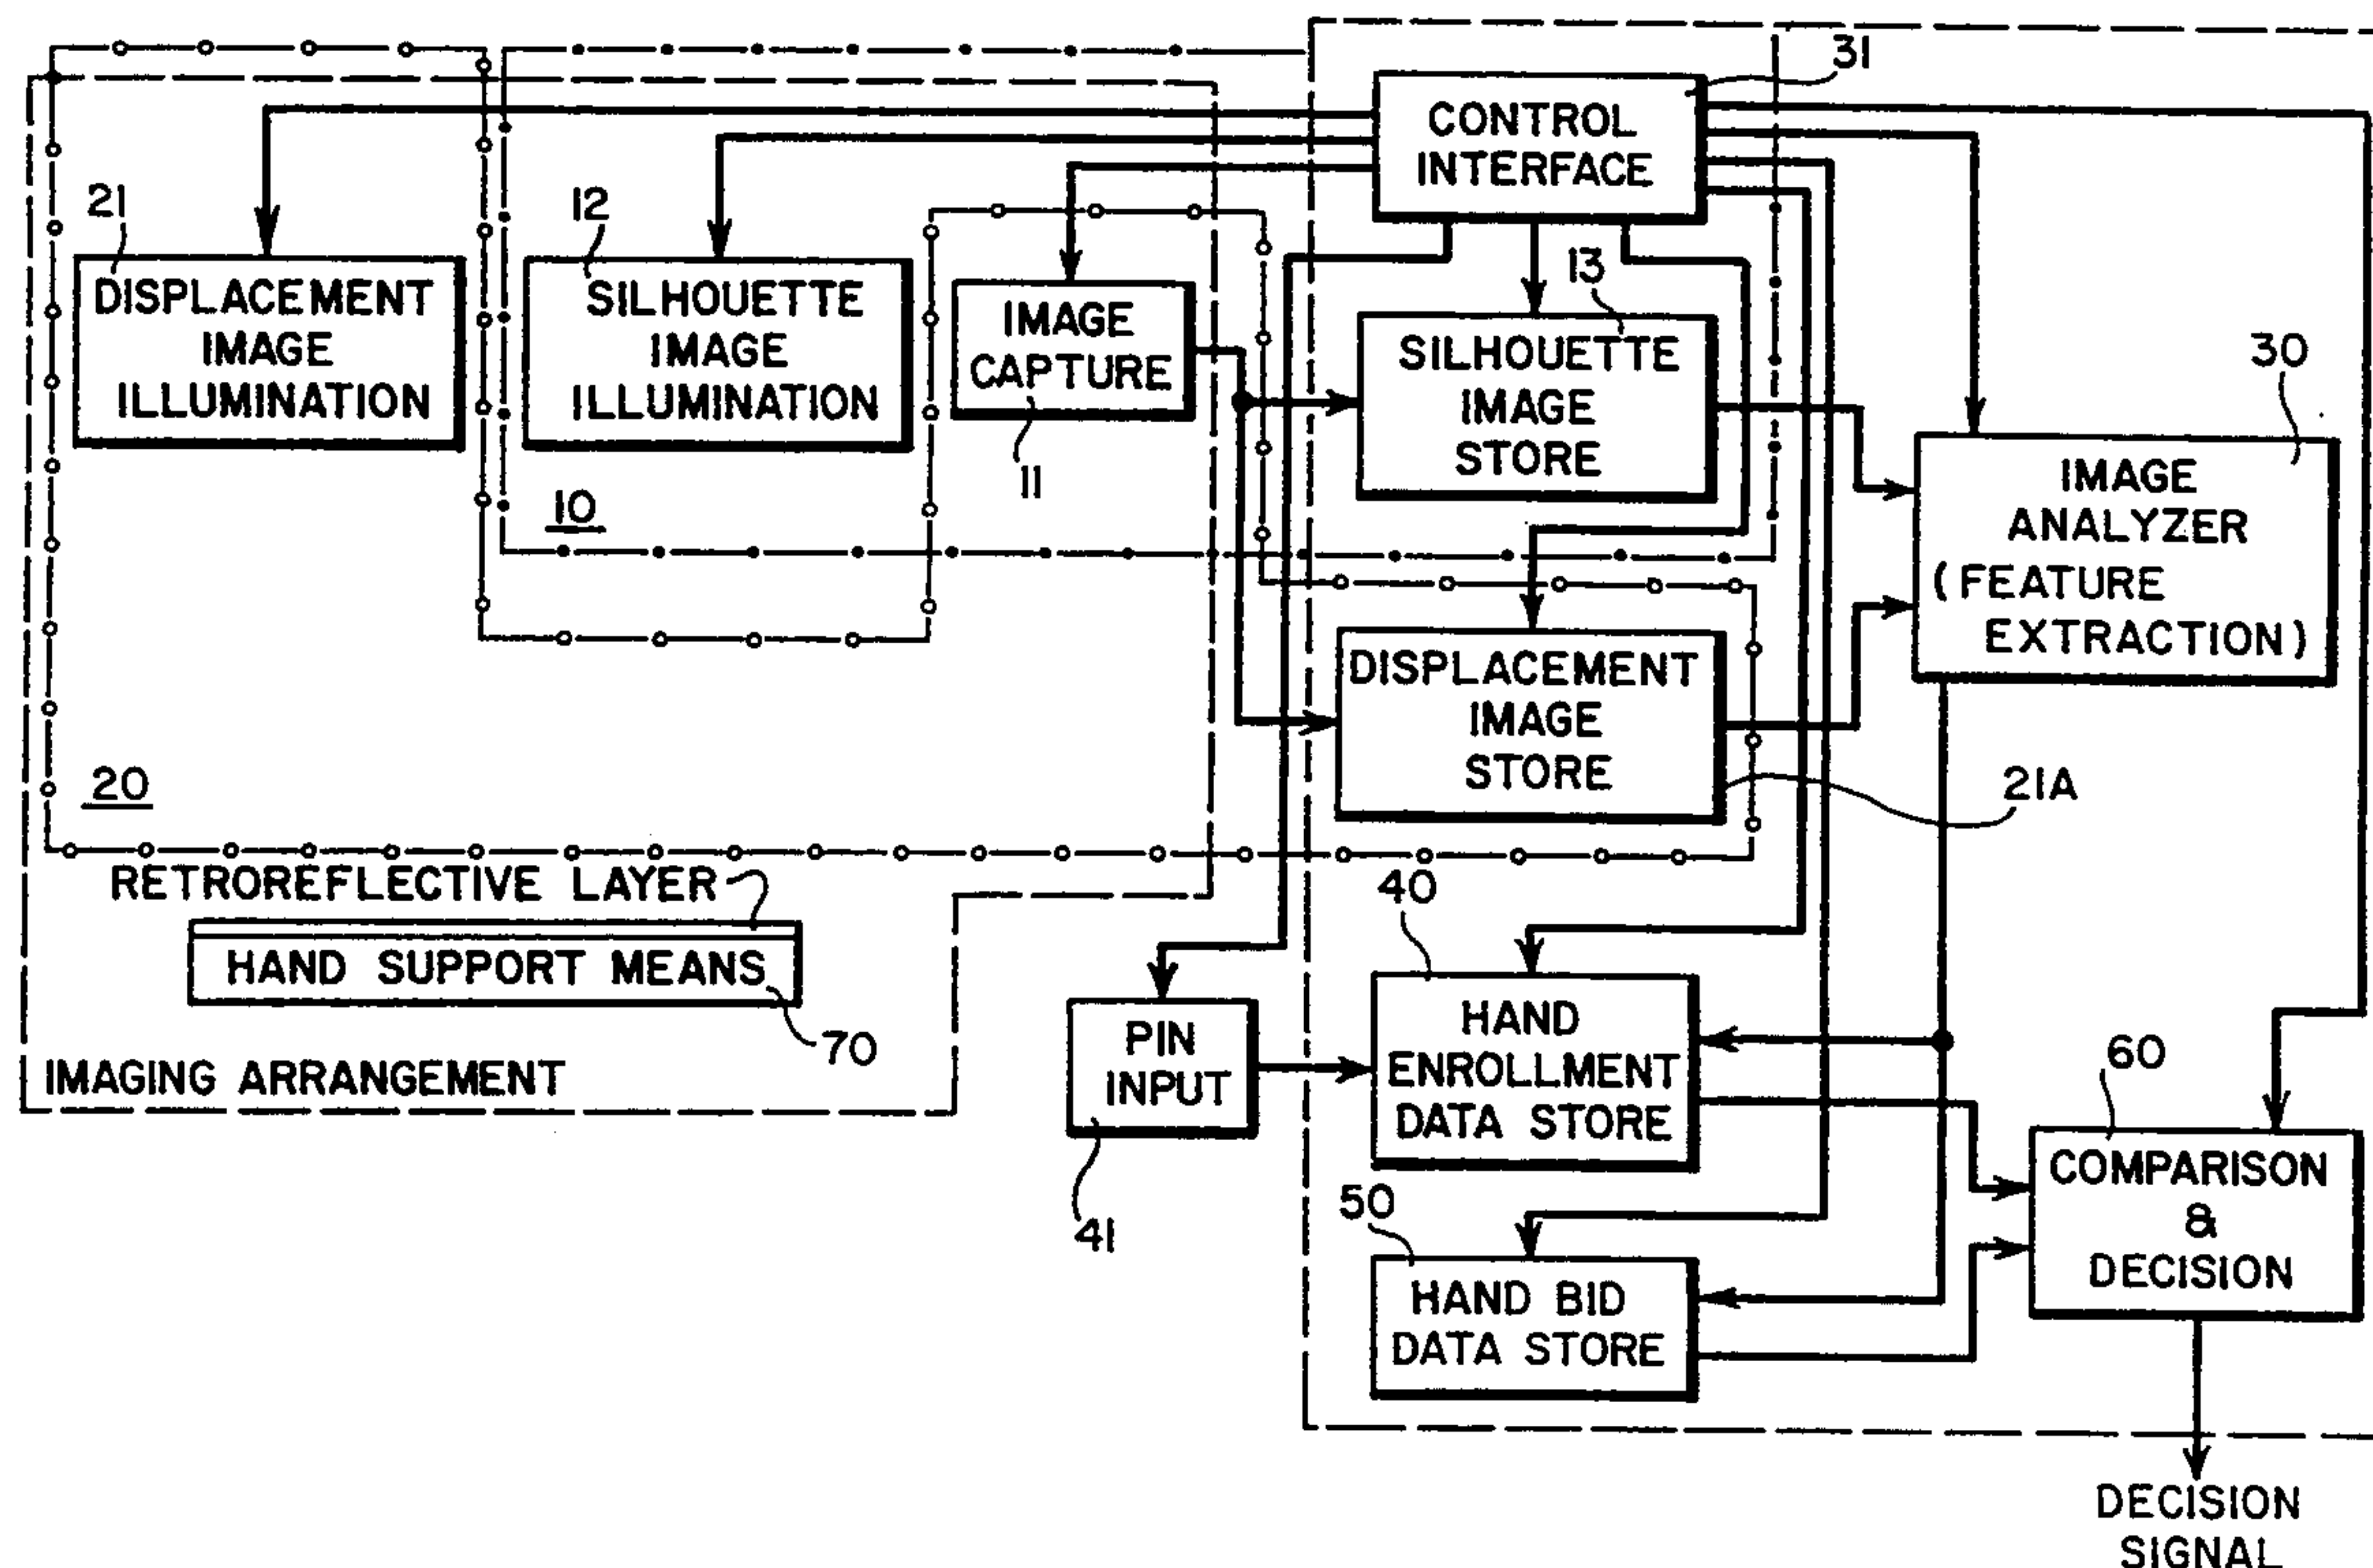 31
CONTROL
INTERFACE
21
DISPLACEMENT
IMAGE
ILLUMINATION
12
SILHOUETTE
IMAGE
ILLUMINATION
IMAGE
CAPTURE
11
10
13
SILHOUETTE
IMAGE
STORE
30
IMAGE
ANALYZER
(FEATURE
EXTRACTION)
DISPLACEMENT
IMAGE
STORE
21A
20
RETROREFLECTIVE LAYER
HAND SUPPORT MEANS
70
IMAGING ARRANGEMENT
PIN
INPUT
41
40
HAND
ENROLLMENT
DATA STORE
50
HAND BID
DATA STORE
60
COMPARISON
&
DECISION
DECISION
SIGNAL